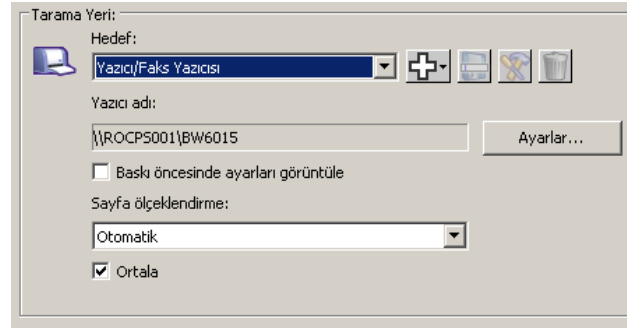 Tarama Yeri:
Hedef:
Yazıcı/Faks Yazıcısı
Yazıcı adı:
\\ROCPS001\BW6015
Ayarlar...
Baskı öncesinde ayarları görüntüle
Sayfa ölçeklendirme:
Otomatik
Ortala